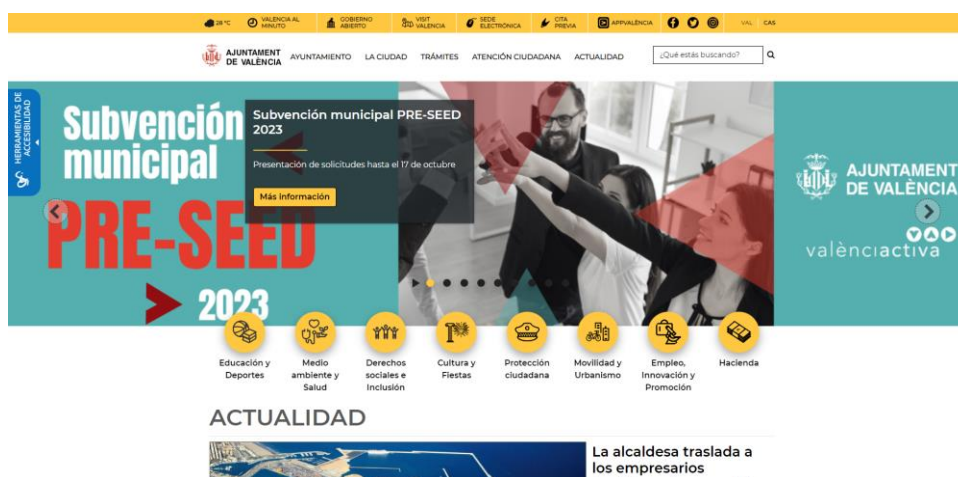 28 ºC
VALENCIA AL
MINUTO
GOBIERNO
ABIERTO
VISIT
VALENCIA
SEDE
ELECTRÓNICA
CITA
PREVIA
APPVALÈNCIA
VAL
CAS
AJUNTAMENT
DE VALÈNCIA
AYUNTAMIENTO
LA CIUDAD
TRÁMITES
ATENCIÓN CIUDADANA
ACTUALIDAD
¿Qué estás buscando?
HERRAMIENTAS DE
ACCESIBILIDAD
Subvención
municipal
PRE-SEED
2023
Subvención municipal PRE-SEED
2023
Presentación de solicitudes hasta el 17 de octubre
Más información
AJUNTAMENT
DE VALÈNCIA
valènciactiva
Educación y
Deportes
Medio
ambiente y
Salud
Derechos
sociales e
Inclusión
Cultura y
Fiestas
Protección
ciudadana
Movilidad y
Urbanismo
Empleo,
Innovación y
Promoción
Hacienda
ACTUALIDAD
La alcaldesa traslada a
los empresarios